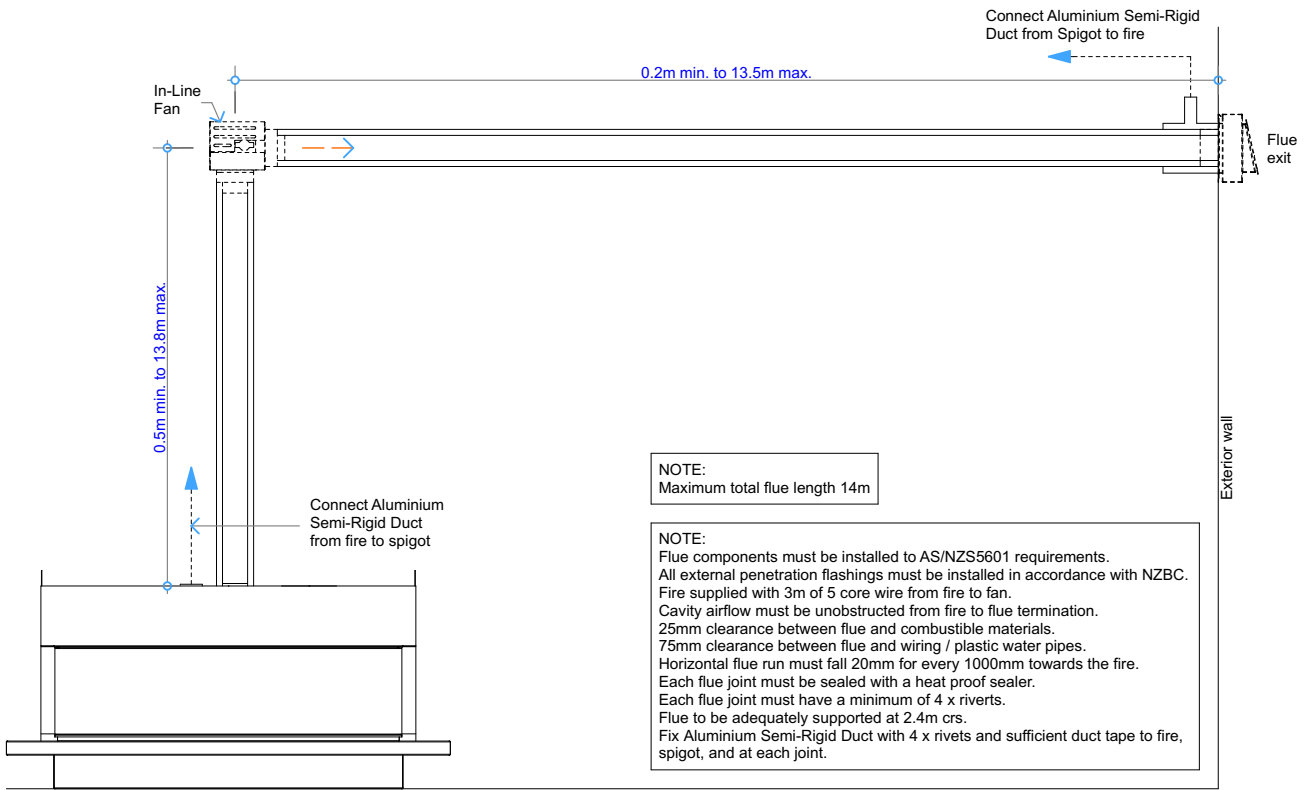 Connect Aluminium Semi-Rigid
Duct from Spigot to fire
0.2m min. to 13.5m max.
In-Line
Fan
Flue
exit
0.5m min. to 13.8m max.
Exterior wall
Connect Aluminium
Semi-Rigid Duct
from fire to spigot
NOTE:
Maximum total flue length 14m
NOTE:
Flue components must be installed to AS/NZS5601 requirements.
All external penetration flashings must be installed in accordance with NZBC.
Fire supplied with 3m of 5 core wire from fire to fan.
Cavity airflow must be unobstructed from fire to flue termination.
25mm clearance between flue and combustible materials.
75mm clearance between flue and wiring / plastic water pipes.
Horizontal flue run must fall 20mm for every 1000mm towards the fire.
Each flue joint must be sealed with a heat proof sealer.
Each flue joint must have a minimum of 4 x riverts.
Flue to be adequately supported at 2.4m crs.
Fix Aluminium Semi-Rigid Duct with 4 x rivets and sufficient duct tape to fire,
spigot, and at each joint.